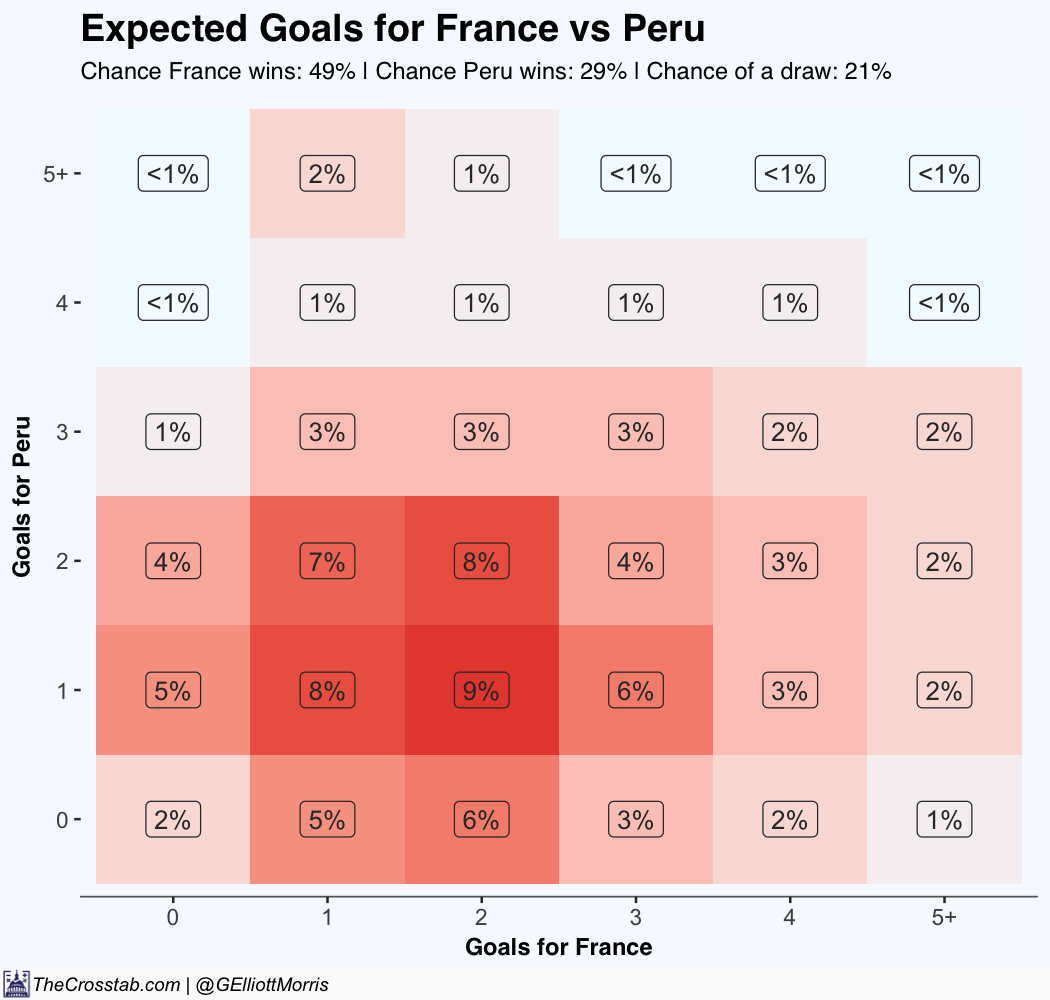 Expected Goals for France vs Peru
Chance France wins: 49% | Chance Peru wins: 29% | Chance of a draw: 21%
5+ <1% 2% 1% <1% <1% <1%
4 <1% 1% 1% 1% 1% <1%
3 1% 3% 3% 3% 2% 2%
2 4% 7% 8% 4% 3% 2%
1 5% 8% 9% 6% 3% 2%
0 2% 5% 6% 3% 2% 1%
Goals for Peru
0 1 2 3 4 5+
Goals for France
TheCrosstab.com | @GElliottMorris